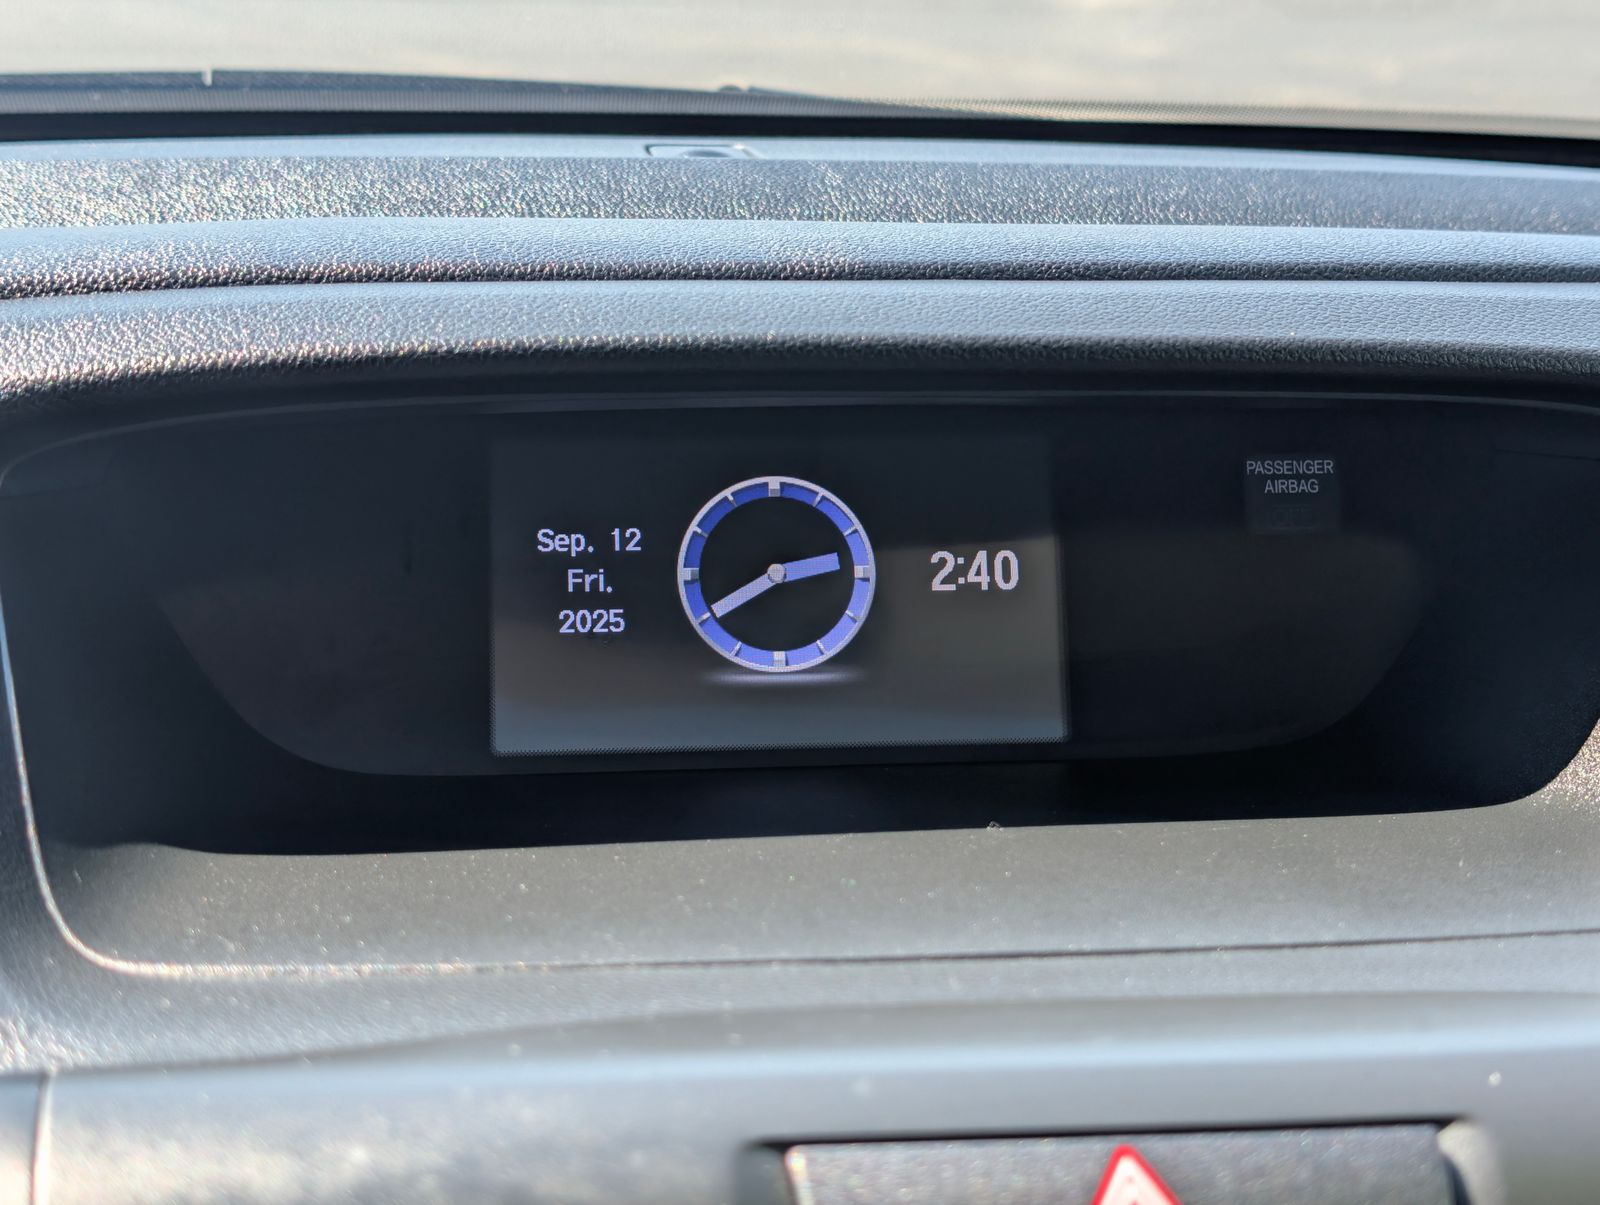 Sep. 12
Fri.
2025
2:40
PASSENGER
AIRBAG